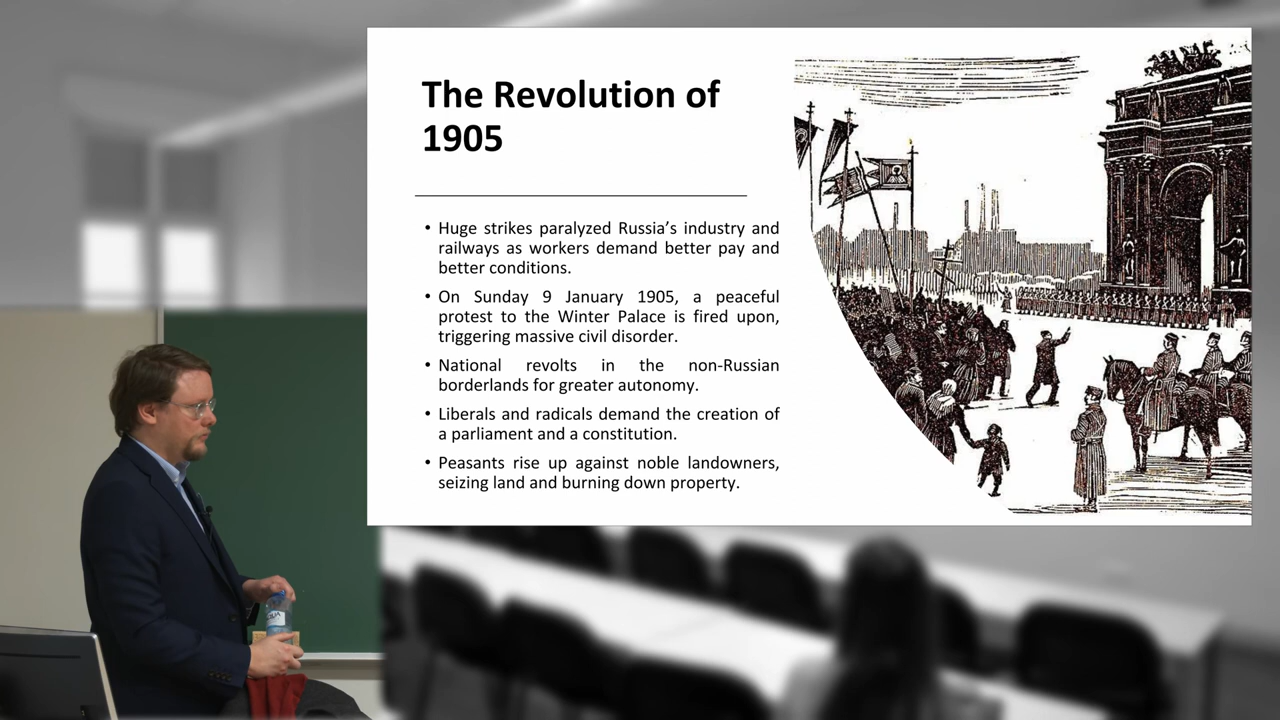 The Revolution of
1905
• Huge strikes paralyzed Russia’s industry and
railways as workers demand better pay and
better conditions.
• On Sunday 9 January 1905, a peaceful
protest to the Winter Palace is fired upon,
triggering massive civil disorder.
• National revolts in the non-Russian
borderlands for greater autonomy.
• Liberals and radicals demand the creation of
a parliament and a constitution.
• Peasants rise up against noble landowners,
seizing land and burning down property.